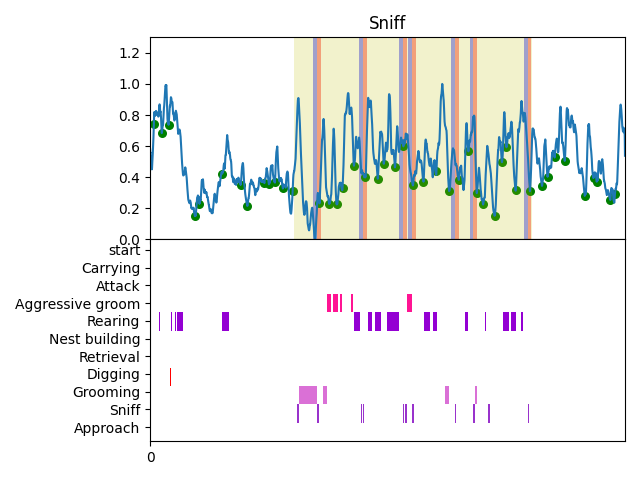 Sniff
1.2
1.0
0.8
0.6
0.4
0.2
0.0
start
Carrying
Attack
Aggressive groom
Rearing
Nest building
Retrieval
Digging
Grooming
Sniff
Approach
0